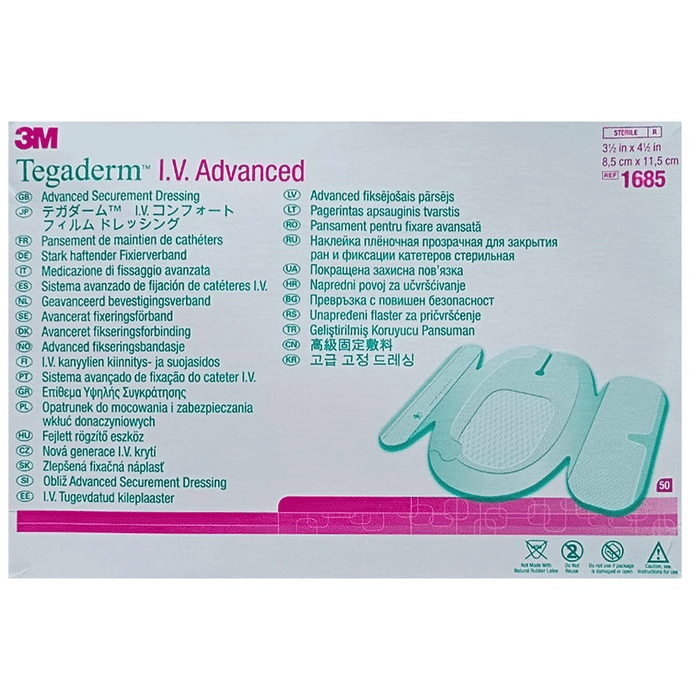 3M
Tegaderm™ I.V. Advanced
STERILE R
3½ in x 4½ in
8,5 cm x 11,5 cm
REF 1685
GB Advanced Securement Dressing
JP テガダーム™ I.V. コンフォート
フィルム ドレッシング
FR Pansement de maintien de cathéters
DE Stark haftender Fixierverband
IT Medicazione di fissaggio avanzata
ES Sistema avanzado de fijación de catéteres I.V.
NL Geavanceerd bevestigingsverband
SE Avancerat fixeringsförband
DK Avanceret fikseringsforbinding
NO Advanced fikseringsbandasje
FI I.V. kanyylien kiinnitys- ja suojasidos
PT Sistema avançado de fixação do cateter I.V.
GR Επίθεμα Υψηλής Συγκράτησης
PL Opatrunek do mocowania i zabezpieczania
wkłuć donaczyniowych
HU Fejlett rögzítő eszköz
CZ Nová generace I.V. krytí
SK Zlepšená fixačná náplasť
SI Obliž Advanced Securement Dressing
EE I.V. Tugevdatud kileplaaster
LV Advanced fiksējošais pārsējs
LT Pagerintas apsauginis tvarstis
RO Pansament pentru fixare avansată
RU Наклейка плёночная прозрачная для закрытия
ран и фиксации катетеров стерильная
UA Покращена захисна пов'язка
HR Napredni povoj za učvršćivanje
BG Превръзка с повишен безопасност
RS Unapredeni flaster za pričvršćenje
TR Geliştirilmiş Koruyucu Pansuman
CN 高級固定敷料
KR 고급 고정 드레싱
50
Not Made With
Natural Rubber Latex
Do Not
Reuse
Do not use if package
is damaged or open
Caution, see
instructions for use